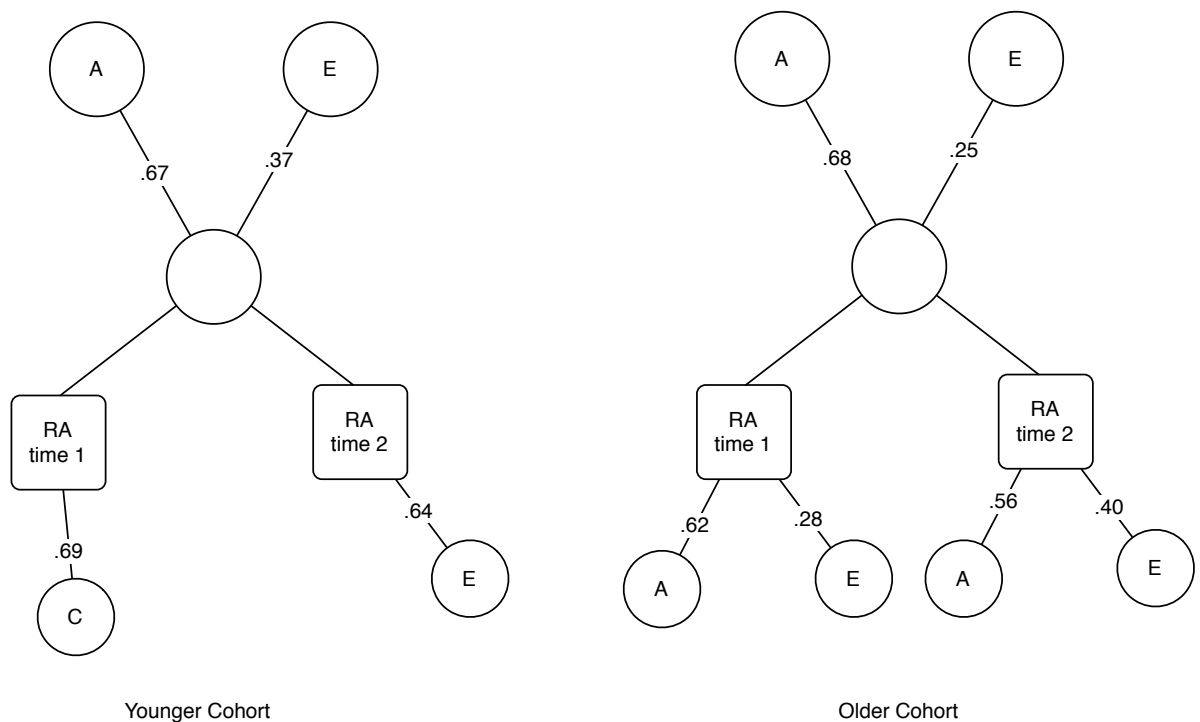 A
E
.67
.37
RA
time 1
RA
time 2
.69
.64
C
E
Younger Cohort
A
E
.68
.25
RA
time 1
RA
time 2
.62
.28
.56
.40
A
E
A
E
Older Cohort